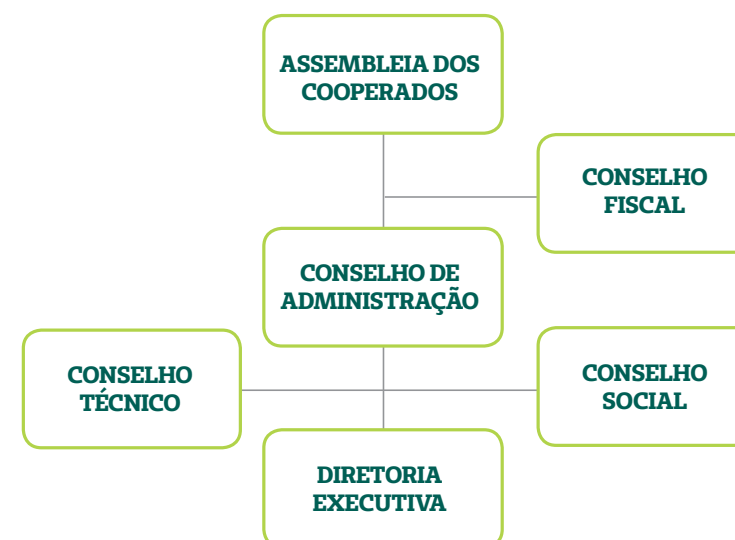 ASSEMBLEIA DOS
COOPERADOS
CONSELHO
FISCAL
CONSELHO DE
ADMINISTRAÇÃO
CONSELHO
TÉCNICO
CONSELHO
SOCIAL
DIRETORIA
EXECUTIVA